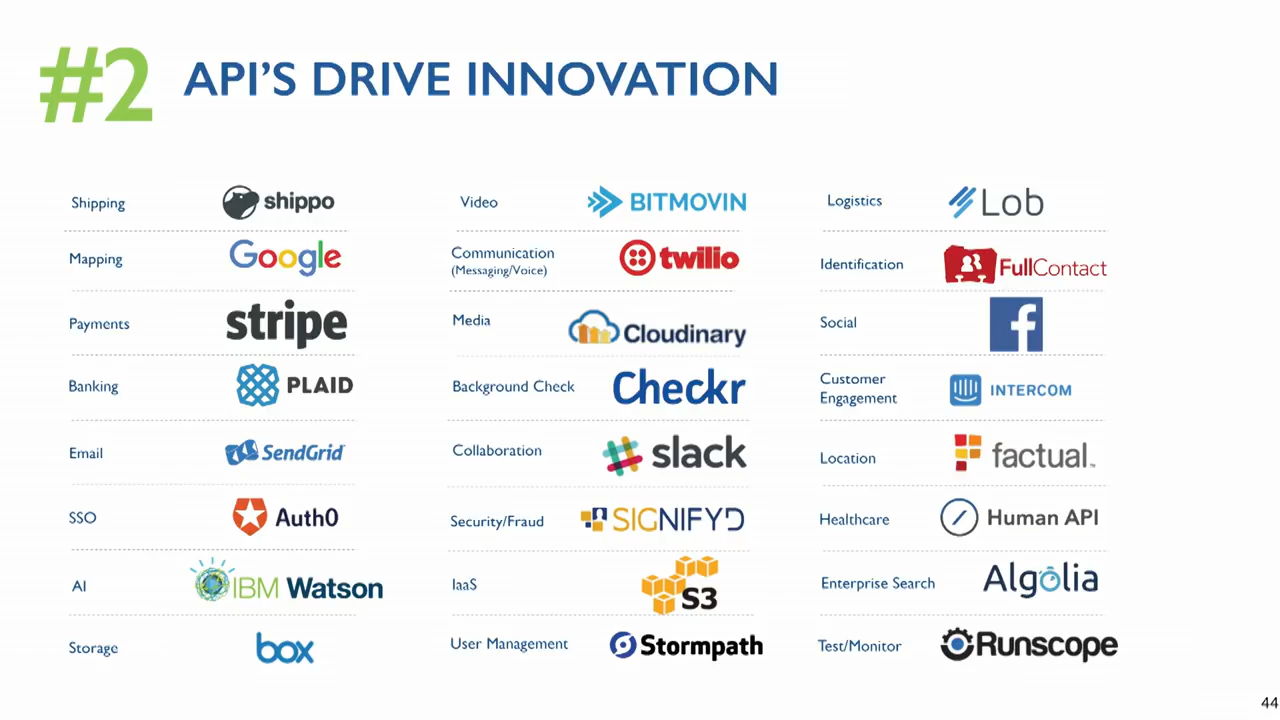 #2 API'S DRIVE INNOVATION
Shipping shippo
Mapping Google
Payments stripe
Banking PLAID
Email SendGrid
SSO Auth0
AI IBM Watson
Storage box
Video BITMOVIN
Communication twilio
(Messaging/Voice)
Media Cloudinary
Background Check Checkr
Collaboration slack
Security/Fraud SIGNIFYD
IaaS S3
User Management Stormpath
Logistics Lob
Identification FullContact
Social f
Customer
Engagement INTERCOM
Location factual™
Healthcare Human API
Enterprise Search Algolia
Test/Monitor Runscope
44